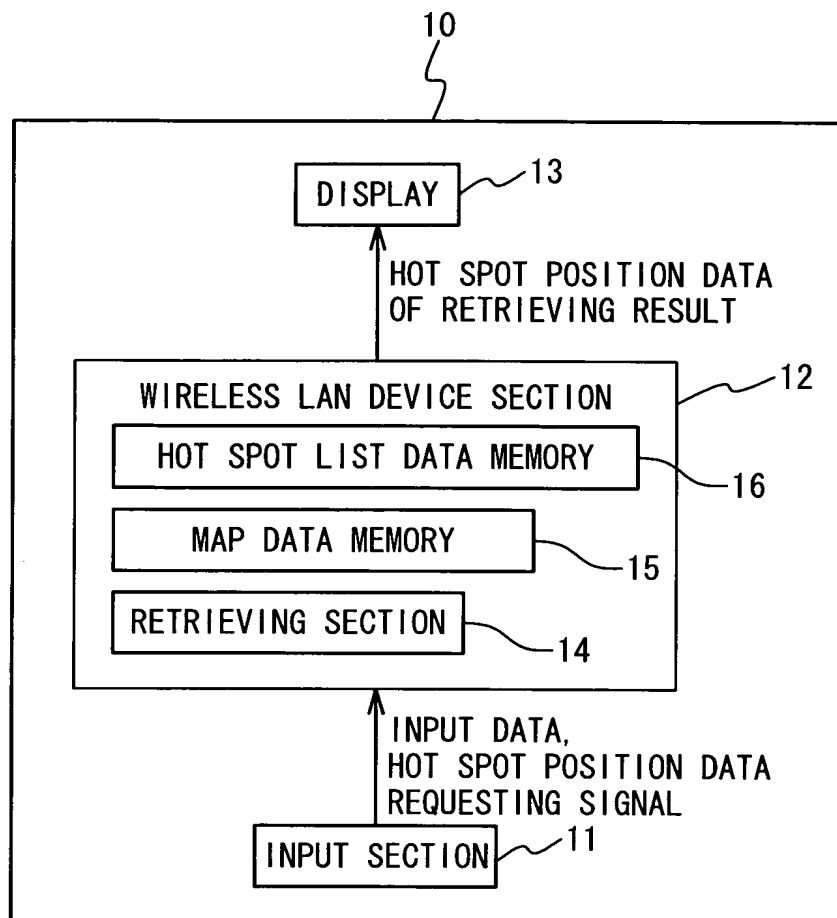 10
DISPLAY
13
HOT SPOT POSITION DATA
OF RETRIEVING RESULT
12
WIRELESS LAN DEVICE SECTION
HOT SPOT LIST DATA MEMORY
16
MAP DATA MEMORY
15
RETRIEVING SECTION
14
INPUT DATA,
HOT SPOT POSITION DATA
REQUESTING SIGNAL
11
INPUT SECTION